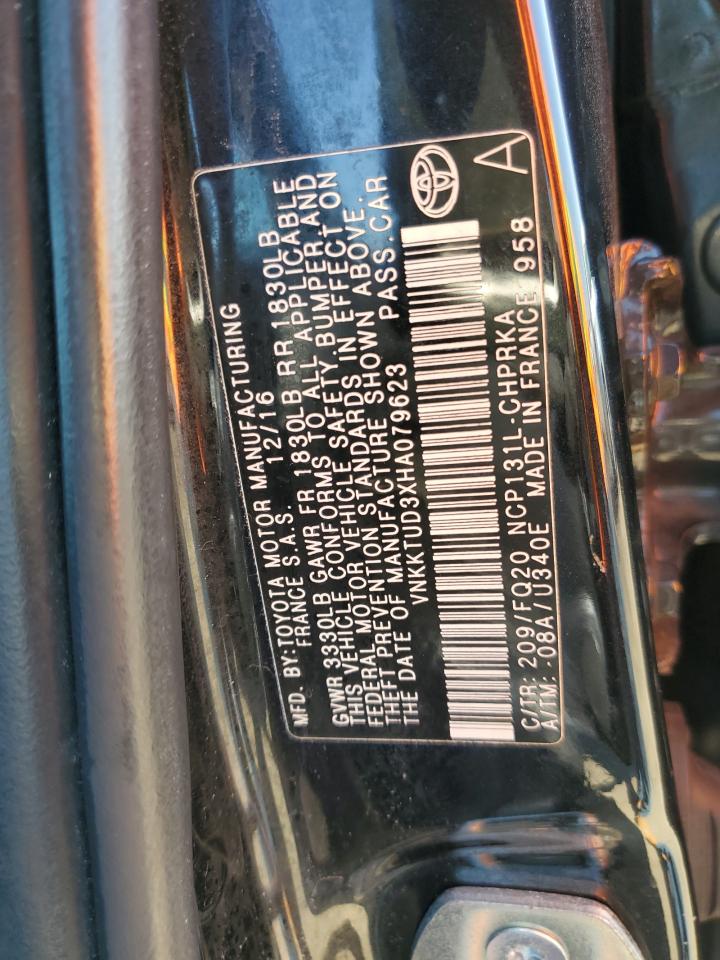 MFD. BY:TOYOTA MOTOR MANUFACTURING
FRANCE S.A.S. 12/16
GVWR 3330LB GAWR FR 1830LB RR 1830LB
THIS VEHICLE CONFORMS TO ALL APPLICABLE
FEDERAL MOTOR VEHICLE SAFETY,BUMPER,AND
THEFT PREVENTION STANDARDS IN EFFECT ON
THE DATE OF MANUFACTURE SHOWN ABOVE.
VNKKTUD3XHA079623 PASS.CAR
C/TR: 209/FQ20 NCP131L-CHPRKA A
A/TM: -08A/U340E MADE IN FRANCE 958